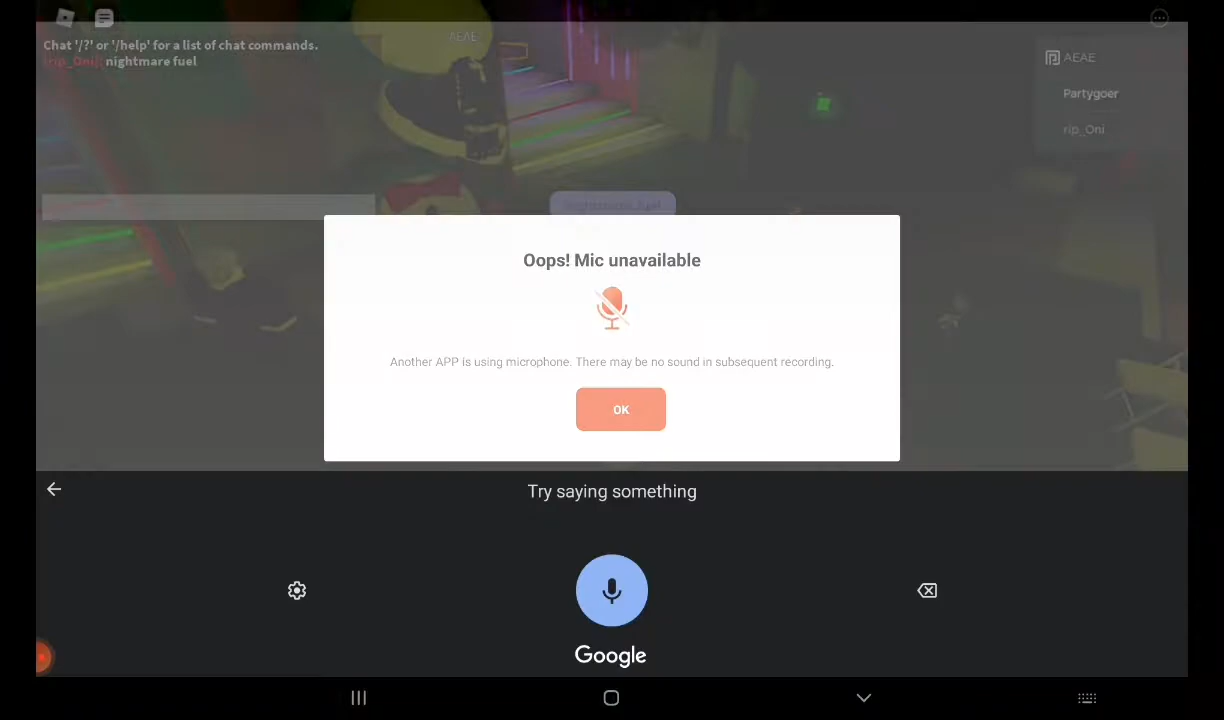 Chat '/?' or '/help' for a list of chat commands.
[rip_Oni]: nightmare fuel
AEAE
AEAE
Partygoer
rip_Oni
Oops! Mic unavailable
Another APP is using microphone. There may be no sound in subsequent recording.
OK
Try saying something
Google